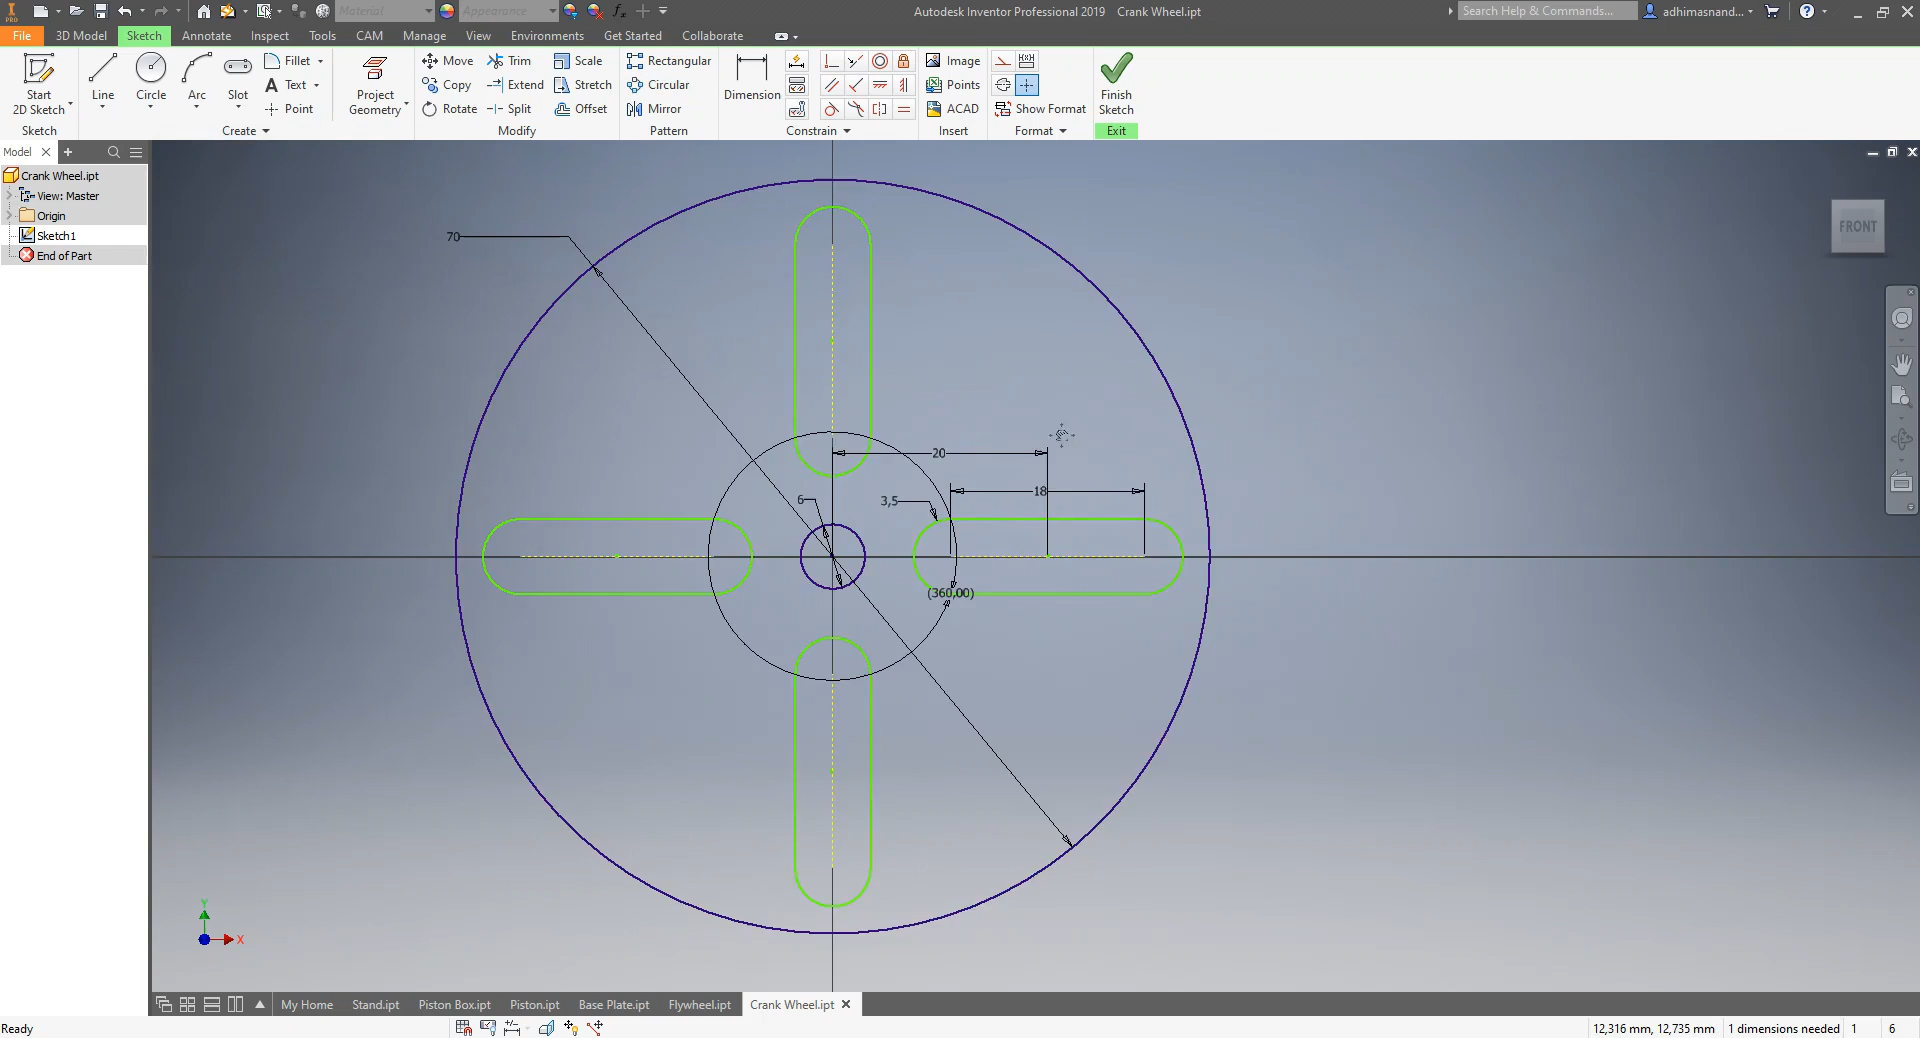 Material
Appearance
Autodesk Inventor Professional 2019 Crank Wheel.ipt
Search Help & Commands...
adhimasnand...
PRO
File 3D Model Sketch Annotate Inspect Tools CAM Manage View Environments Get Started Collaborate
Start
2D Sketch
Line
Circle
Arc
Slot
Fillet
Text
Point
Project
Geometry
Move
Copy
Rotate
Trim
Extend
Split
Scale
Stretch
Offset
Rectangular
Circular
Mirror
Dimension
Image
Points
ACAD
Show Format
Finish
Sketch
Sketch Create Modify Pattern Constrain Insert Format Exit
Model
Crank Wheel.ipt
View: Master
Origin
Sketch1
End of Part
FRONT
70
20
18
6
3,5
(360,00)
Y
X
My Home Stand.ipt Piston Box.ipt Piston.ipt Base Plate.ipt Flywheel.ipt Crank Wheel.ipt
Ready
12,316 mm, 12,735 mm 1 dimensions needed 1 6